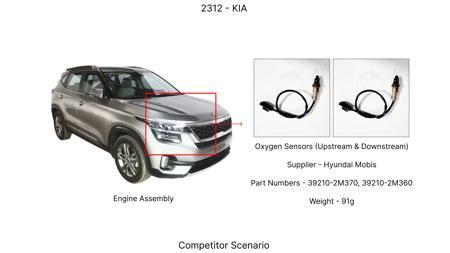 2312 - KIA
Oxygen Sensors (Upstream & Downstream)
Supplier - Hyundai Mobis
Part Numbers - 39210-2M370, 39210-2M360
Weight - 91g
Engine Assembly
Competitor Scenario